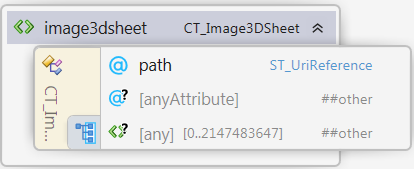 image3dsheet CT_Image3DSheet
CT_Im...
@ path ST_UriReference
@? [anyAttribute] ##other
<>? [any] [0..2147483647] ##other